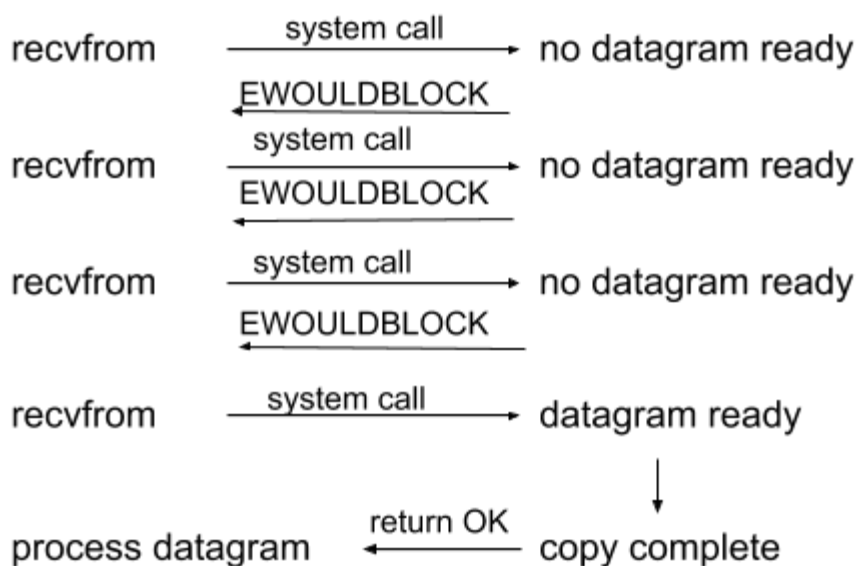 system call
recvfrom no datagram ready
EWOULDBLOCK
system call
recvfrom no datagram ready
EWOULDBLOCK
system call
recvfrom no datagram ready
EWOULDBLOCK
system call
recvfrom datagram ready
return OK
process datagram copy complete